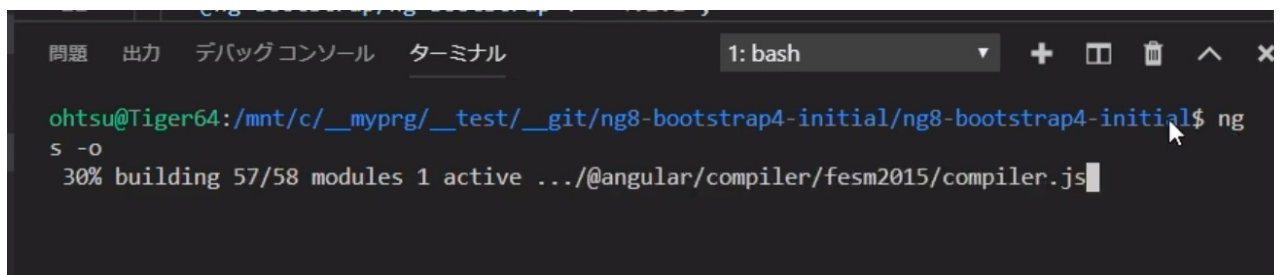 問題 出力 デバッグ コンソール ターミナル 1: bash
ohtsu@Tiger64:/mnt/c/__myprg/__test/__git/ng8-bootstrap4-initial/ng8-bootstrap4-initial$ ng
s -o
30% building 57/58 modules 1 active .../@angular/compiler/fesm2015/compiler.js